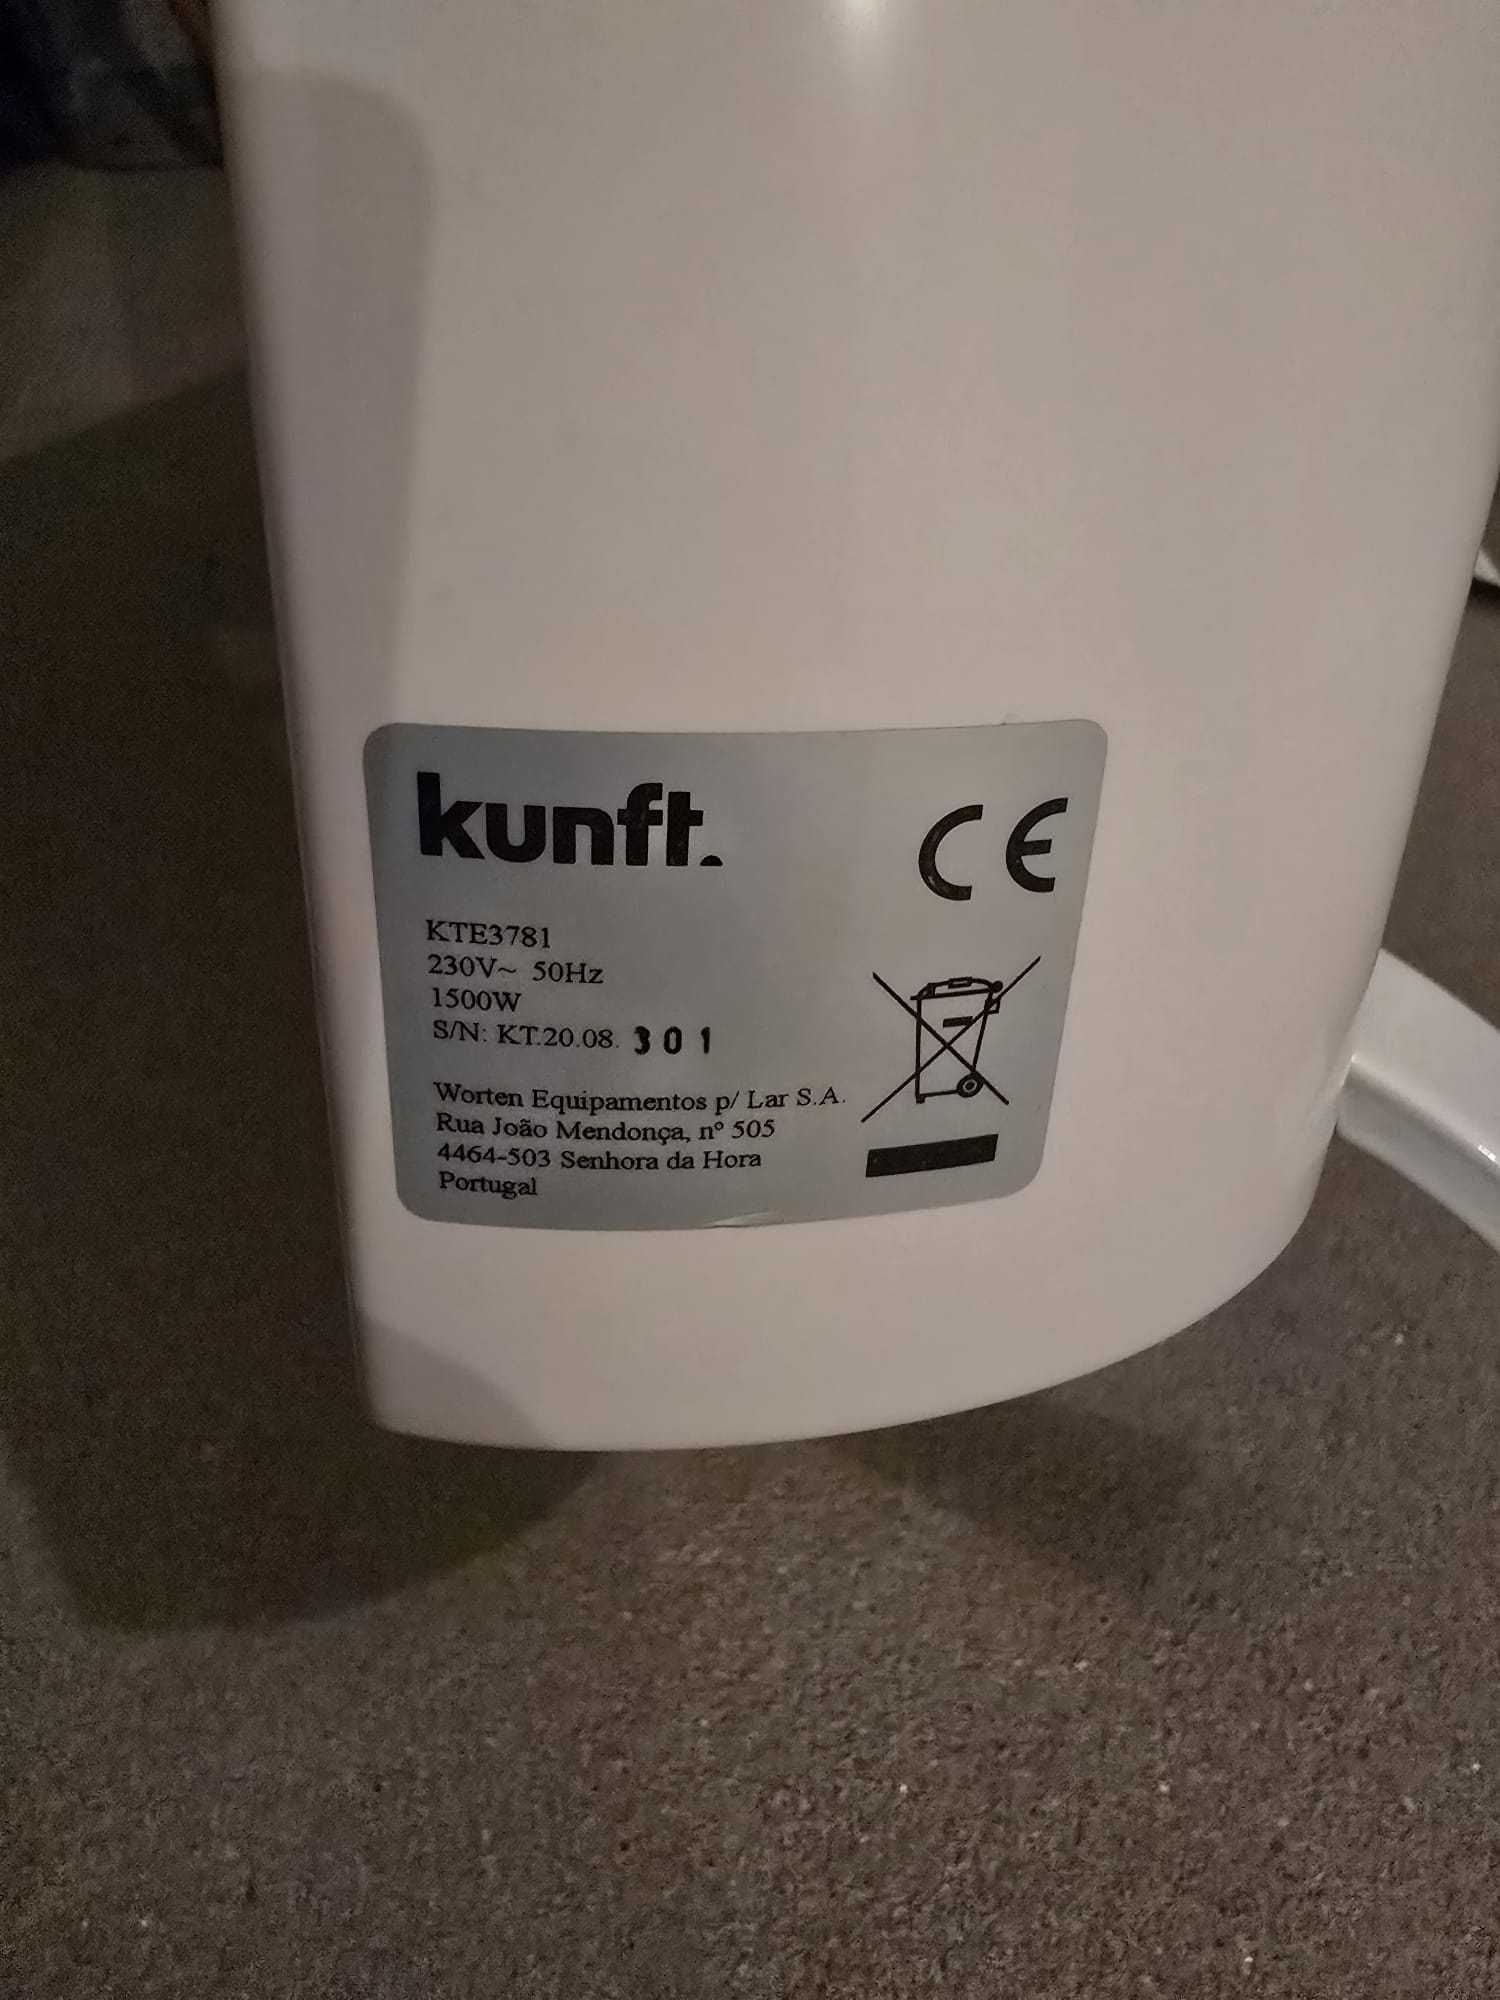 kunft.
CE
KTE3781
230V~ 50Hz
1500W
S/N: KT.20.08. 301
Worten Equipamentos p/ Lar S.A.
Rua João Mendonça, nº 505
4464-503 Senhora da Hora
Portugal